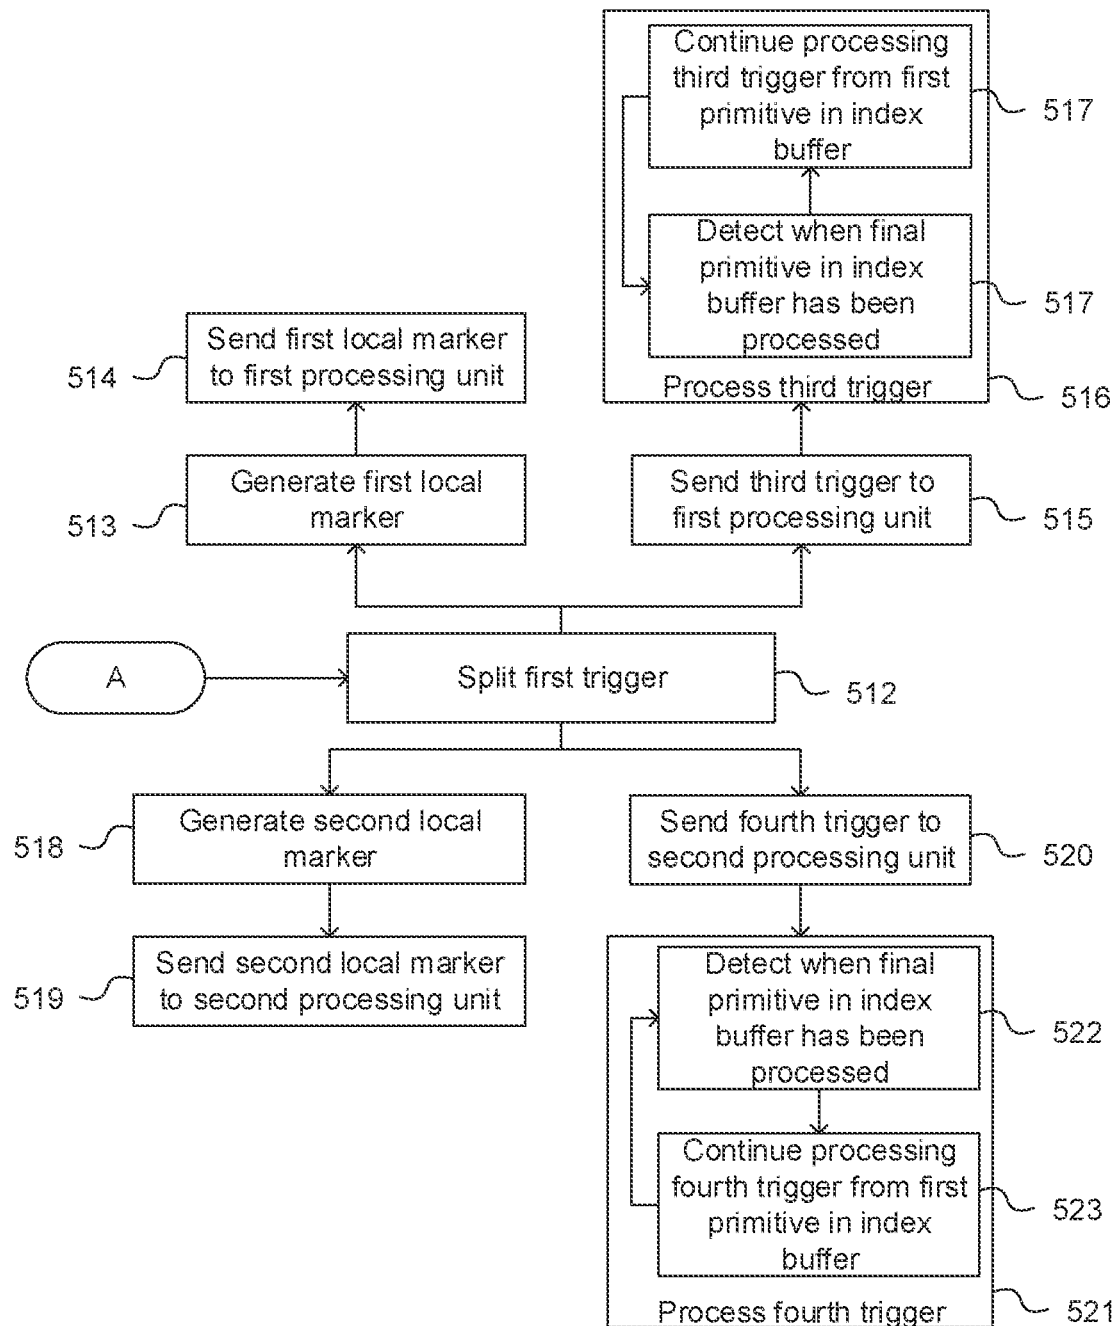 Continue processing
third trigger from first
primitive in index
buffer
517
Detect when final
primitive in index
buffer has been
processed
517
Process third trigger
516
Send first local marker
to first processing unit
514
Generate first local
marker
513
Send third trigger to
first processing unit
515
A
Split first trigger
512
Generate second local
marker
518
Send fourth trigger to
second processing unit
520
Send second local marker
to second processing unit
519
Detect when final
primitive in index
buffer has been
processed
522
Continue processing
fourth trigger from first
primitive in index
buffer
523
Process fourth trigger
521